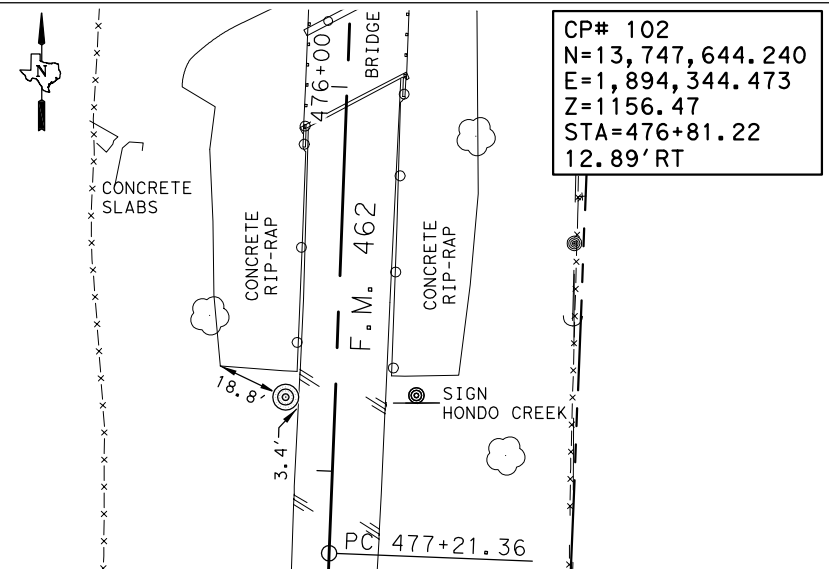 CP# 102
N=13,747,644.240
E=1,894,344.473
Z=1156.47
STA=476+81.22
12.89'RT
N
476+00
BRIDGE
CONCRETE
SLABS
CONCRETE
RIP-RAP
F.M. 462
CONCRETE
RIP-RAP
18.8'
SIGN
HONDO CREEK
3.4'
PC 477+21.36